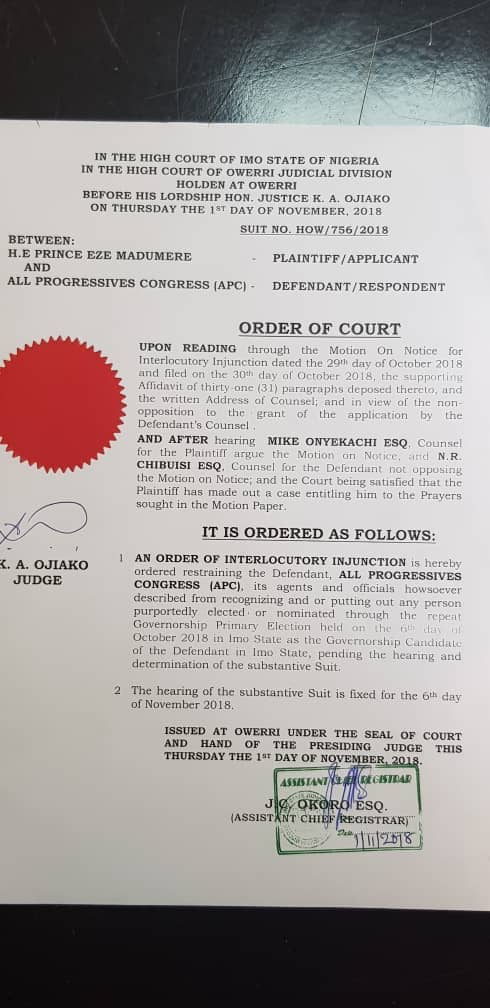 IN THE HIGH COURT OF IMO STATE OF NIGERIA
IN THE HIGH COURT OF OWERRI JUDICIAL DIVISION
HOLDEN AT OWERRI
BEFORE HIS LORDSHIP HON. JUSTICE K. A. OJIAKO
ON THURSDAY THE 1ST DAY OF NOVEMBER, 2018
SUIT NO. HOW/756/2018
BETWEEN:
H.E PRINCE EZE MADUMERE - PLAINTIFF/APPLICANT
AND
ALL PROGRESSIVES CONGRESS (APC) - DEFENDANT/RESPONDENT
ORDER OF COURT
UPON READING through the Motion On Notice for
Interlocutory Injunction dated the 29th day of October 2018
and filed on the 30th day of October 2018, the supporting
Affidavit of thirty-one (31) paragraphs deposed thereto, and
the written Address of Counsel; and in view of the non-
opposition to the grant of the application by the
Defendant's Counsel .
AND AFTER hearing MIKE ONYEKACHI ESQ, Counsel
for the Plaintiff argue the Motion on Notice, and N.R.
CHIBUISI ESQ, Counsel for the Defendant not opposing
the Motion on Notice; and the Court being satisfied that the
Plaintiff has made out a case entitling him to the Prayers
sought in the Motion Paper.
IT IS ORDERED AS FOLLOWS:
K. A. OJIAKO
JUDGE
1 AN ORDER OF INTERLOCUTORY INJUNCTION is hereby
ordered restraining the Defendant, ALL PROGRESSIVES
CONGRESS (APC), its agents and officials howsoever
described from recognizing and or putting out any person
purportedly elected or nominated through the repeat
Governorship Primary Election held on the 6th day of
October 2018 in Imo State as the Governorship Candidate
of the Defendant in Imo State, pending the hearing and
determination of the substantive Suit.
2 The hearing of the substantive Suit is fixed for the 6th day
of November 2018.
ISSUED AT OWERRI UNDER THE SEAL OF COURT
AND HAND OF THE PRESIDING JUDGE THIS
THURSDAY THE 1ST DAY OF NOVEMBER, 2018.
ASSISTANT CHIEF REGISTRAR
J.C. OKORO ESQ.
(ASSISTANT CHIEF REGISTRAR)
Date 1/11/2018